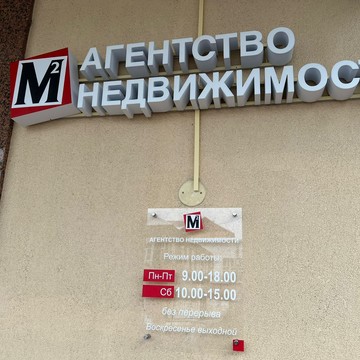 М2
АГЕНТСТВО
НЕДВИЖИМОСТ
М2
АГЕНТСТВО НЕДВИЖИМОСТИ
Режим работы:
Пн-Пт 9.00-18.00
Сб 10.00-15.00
без перерыва
Воскресенье выходной